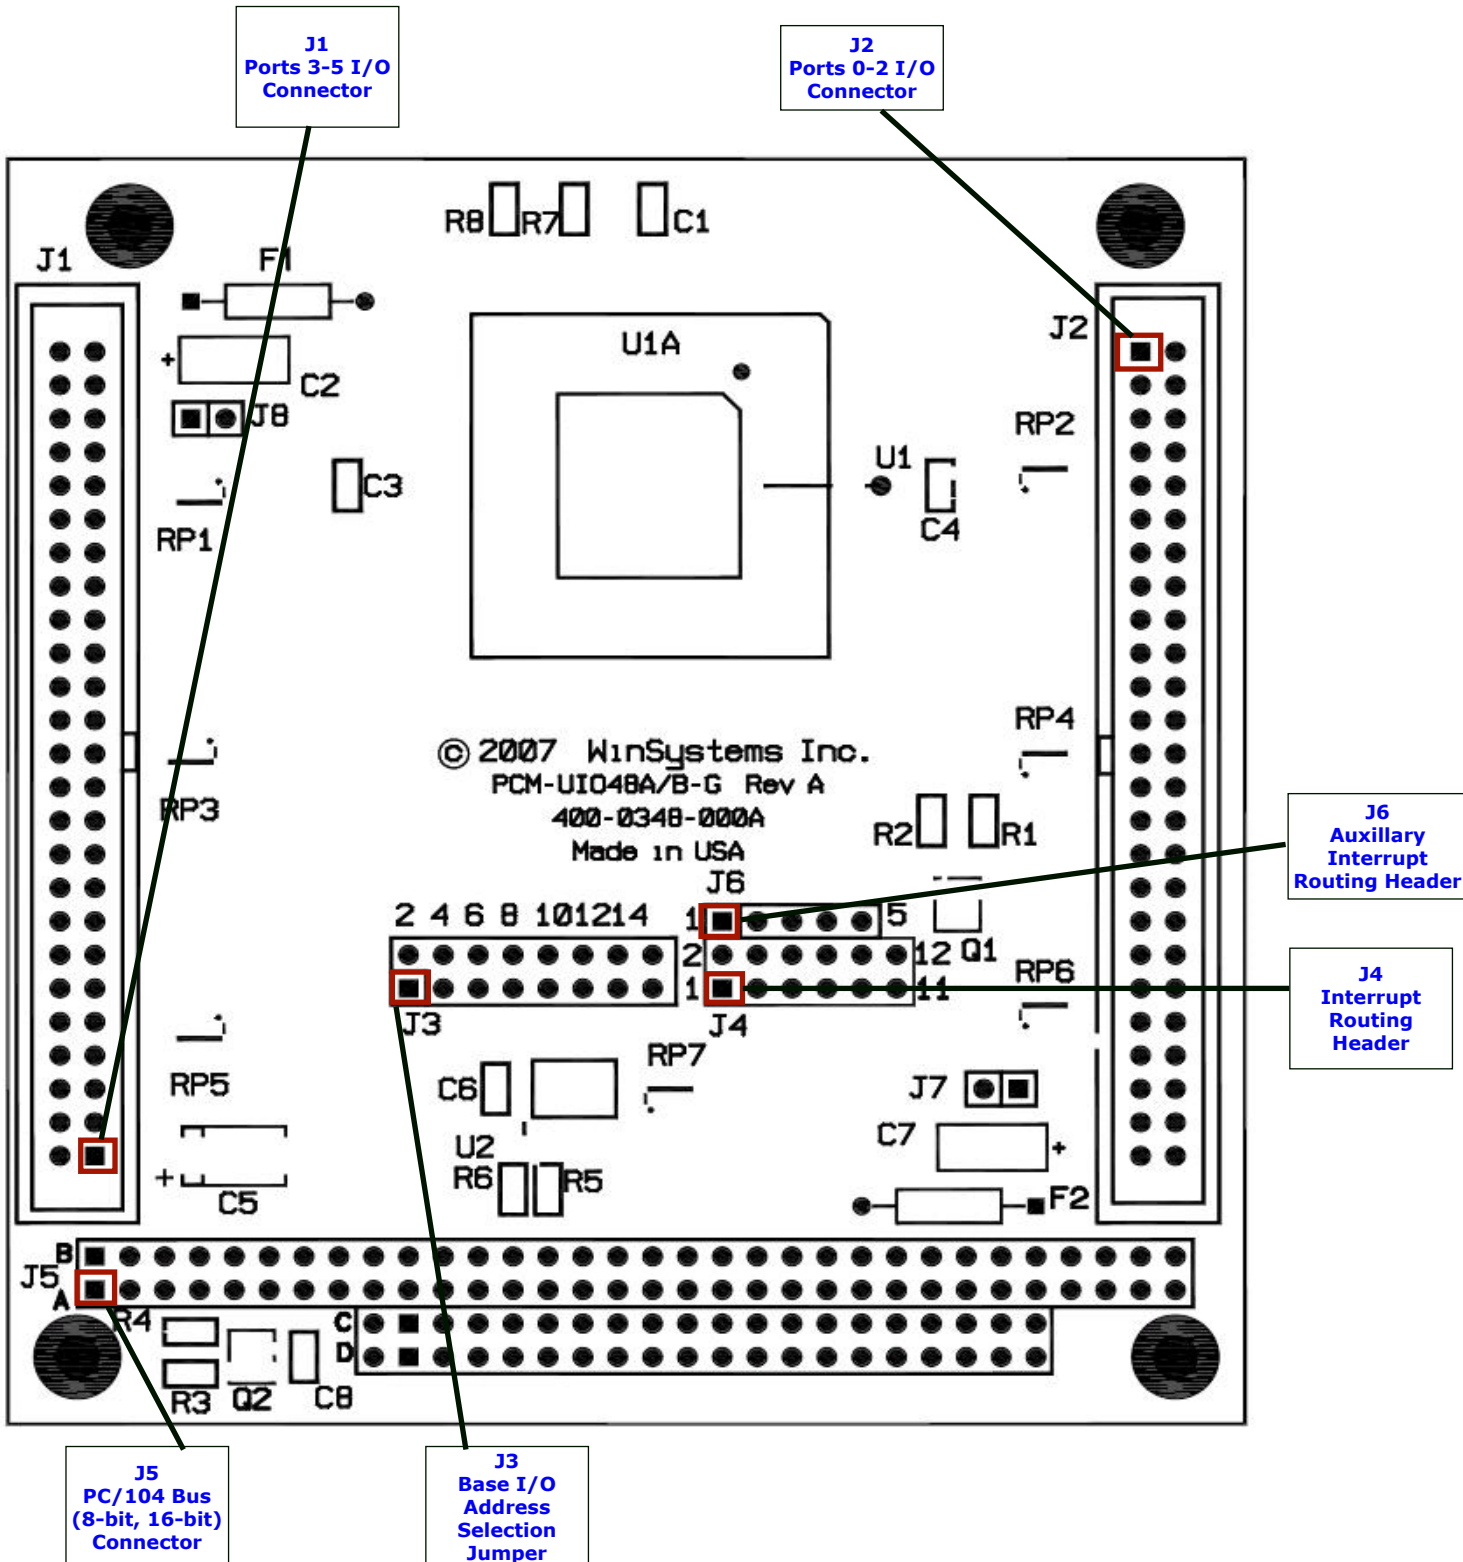 J1
Ports 3-5 I/O
Connector
J2
Ports 0-2 I/O
Connector
R8 R7 C1
J1 F1
U1A J2
+ C2
J8 RP2
U1
C3
C4
RP1
RP4
© 2007 WinSystems Inc.
PCM-UIO48A/B-G Rev A
RP3
400-0348-000A
R2 R1
Made in USA
J6
Auxillary
Interrupt
Routing Header
J6
2 4 6 8 10 12 14 1 5
2 12 Q1
RP6
1 11
J3 J4
J4
Interrupt
Routing
Header
RP7
RP5 C6 J7
U2 C7 +
+ R6 R5
C5 F2
B
J5
A
R4 C
D
R3 Q2 C8
J5
PC/104 Bus
(8-bit, 16-bit)
Connector
J3
Base I/O
Address
Selection
Jumper